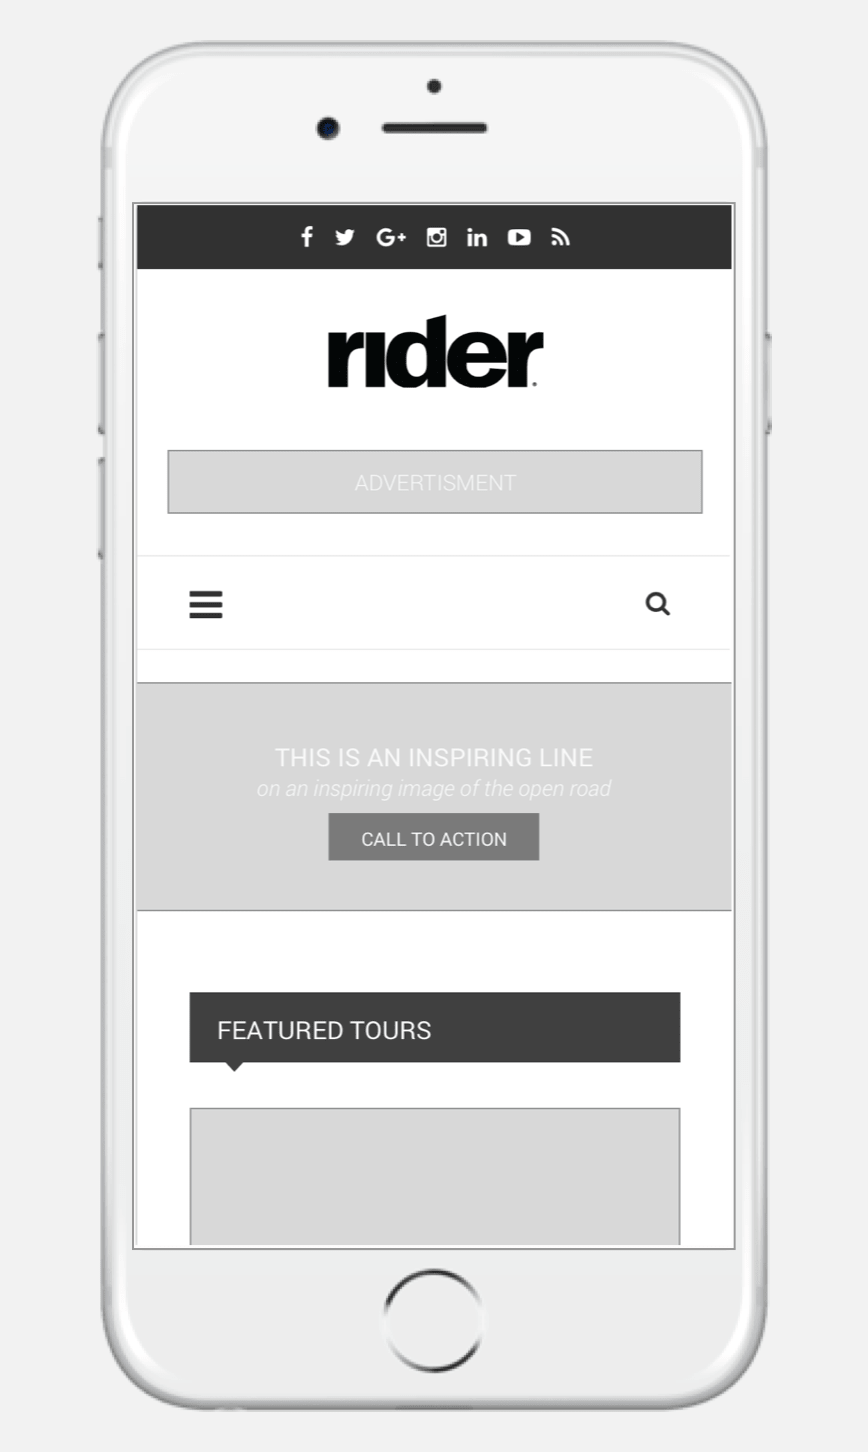 rider
ADVERTISMENT
THIS IS AN INSPIRING LINE
on an inspiring image of the open road
CALL TO ACTION
FEATURED TOURS